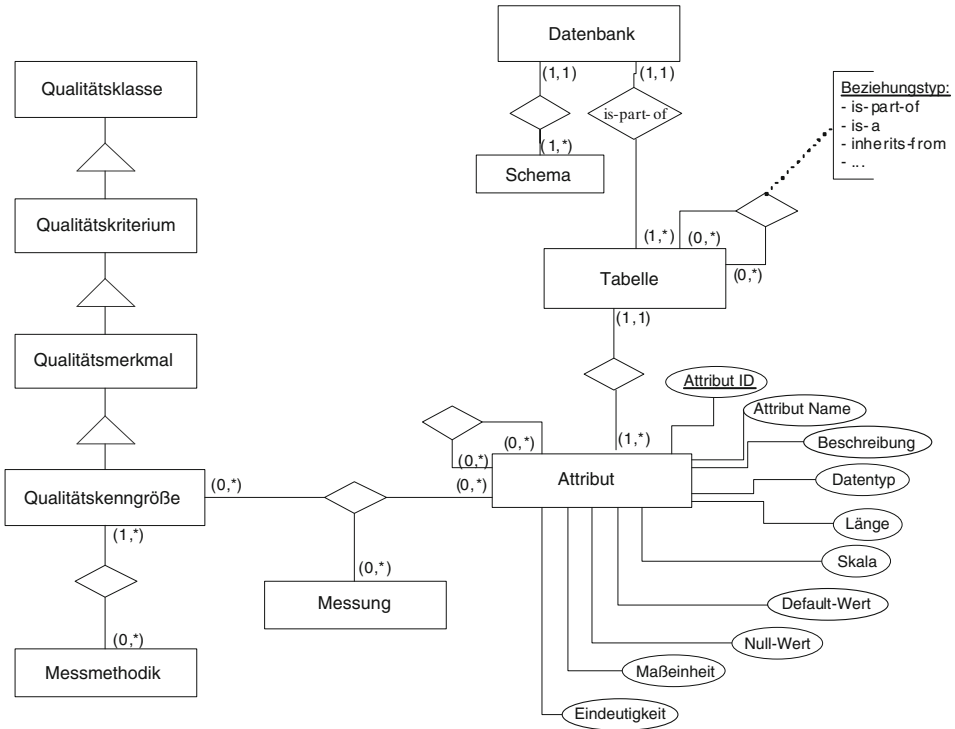 Datenbank
(1,1)
(1,1)
Qualitätsklasse
Beziehungstyp:
- is-part-of
- is-a
- inherits-from
- ...
is-part-of
(1,*)
Schema
Qualitätskriterium
(1,*)
(0,*)
(0,*)
Tabelle
(1,1)
Qualitätsmerkmal
Attribut ID
Attribut Name
(0,*)
(1,*)
Beschreibung
(0,*)
Attribut
Datentyp
Qualitätskenngröße
(0,*)
(0,*)
Länge
(1,*)
Skala
(0,*)
Messung
Default-Wert
(0,*)
Null-Wert
Messmethodik
Maßeinheit
Eindeutigkeit